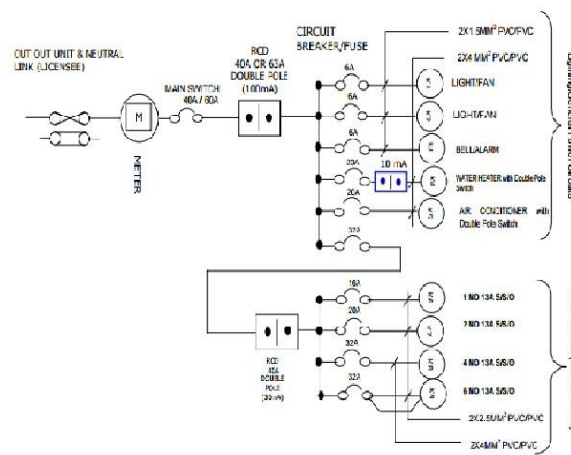 CUT OUT UNIT & NEUTRAL
LINK (LICENSEE)
M
METER
MAIN SWITCH
40A / 60A
RCD
40A OR 63A
DOUBLE POLE
(100mA)
CIRCUIT
BREAKER/FUSE
2X1.5MM² PVC/PVC
2X4 MM² PVC/PVC
6A
LIGHT/FAN
6A
LIGHT/FAN
6A
BELL/ALARM
20A
10 mA
WATER HEATER with Double Pole
Switch
20A
AIR CONDITIONER with
Double Pole Switch
32A
RCD
DOUBLE
POLE
16A
1 NO 13A S/S/O
20A
2 NO 13A S/S/O
32A
4 NO 13A S/S/O
32A
6 NO 13A S/S/O
2X2.5MM² PVC/PVC
2X4MM² PVC/PVC